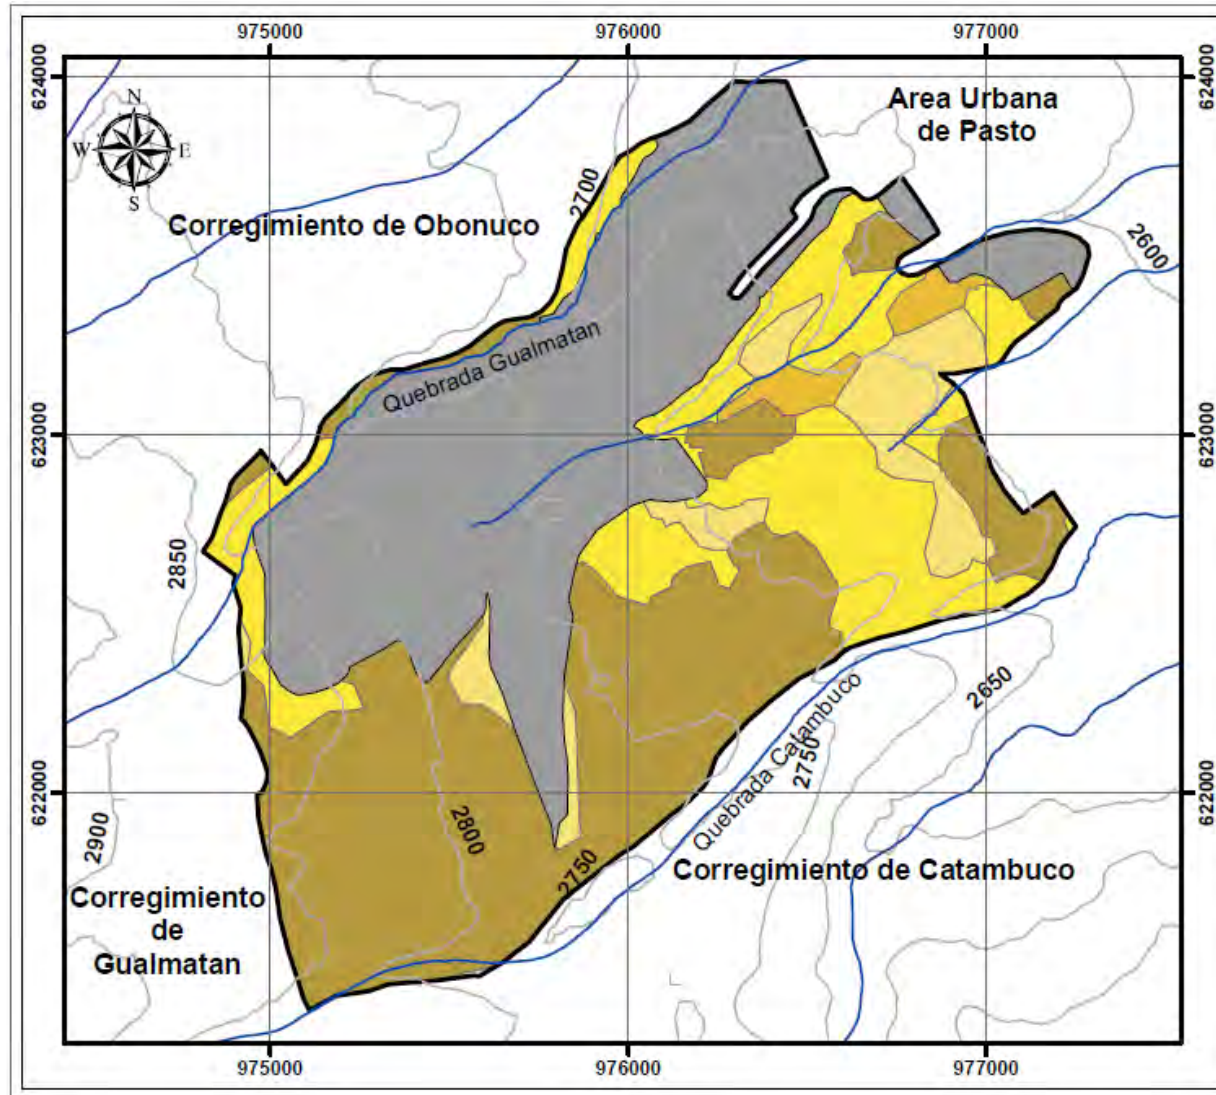 975000
976000
977000
624000
624000
N
W
E
S
Area Urbana
de Pasto
2700
Corregimiento de Obonuco
2600
Quebrada Gualmatan
623000
623000
2850
2650
Quebrada Catambuco
2750
622000
622000
2800
2900
2750
Corregimiento de Catambuco
Corregimiento
de
Gualmatan
975000
976000
977000